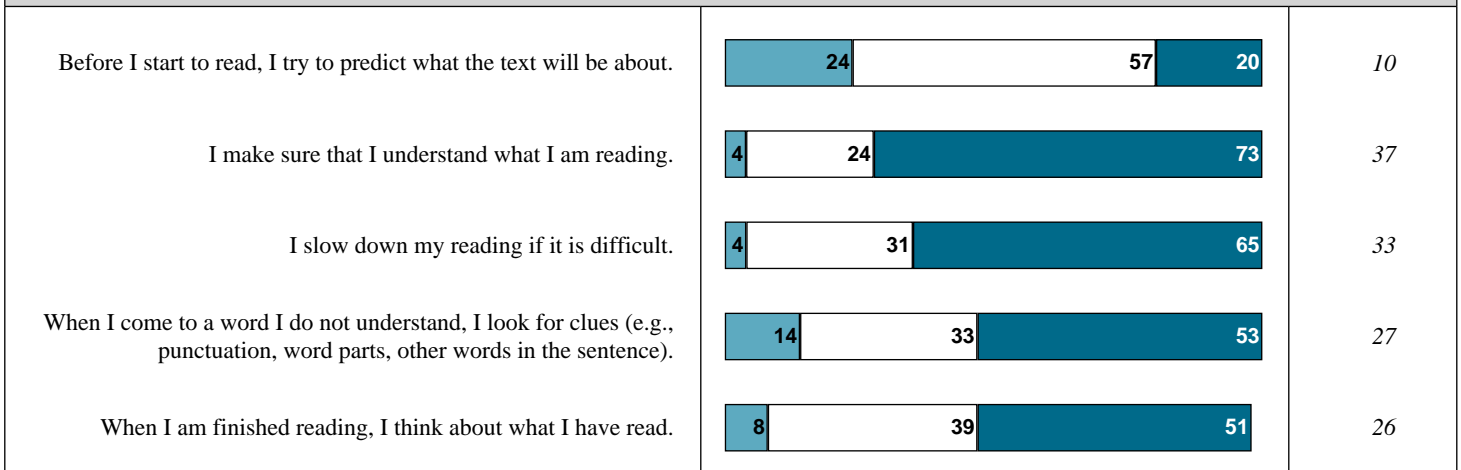 Before I start to read, I try to predict what the text will be about. 24 57 20 10
I make sure that I understand what I am reading. 4 24 73 37
I slow down my reading if it is difficult. 4 31 65 33
When I come to a word I do not understand, I look for clues (e.g.,
punctuation, word parts, other words in the sentence). 14 33 53 27
When I am finished reading, I think about what I have read. 8 39 51 26